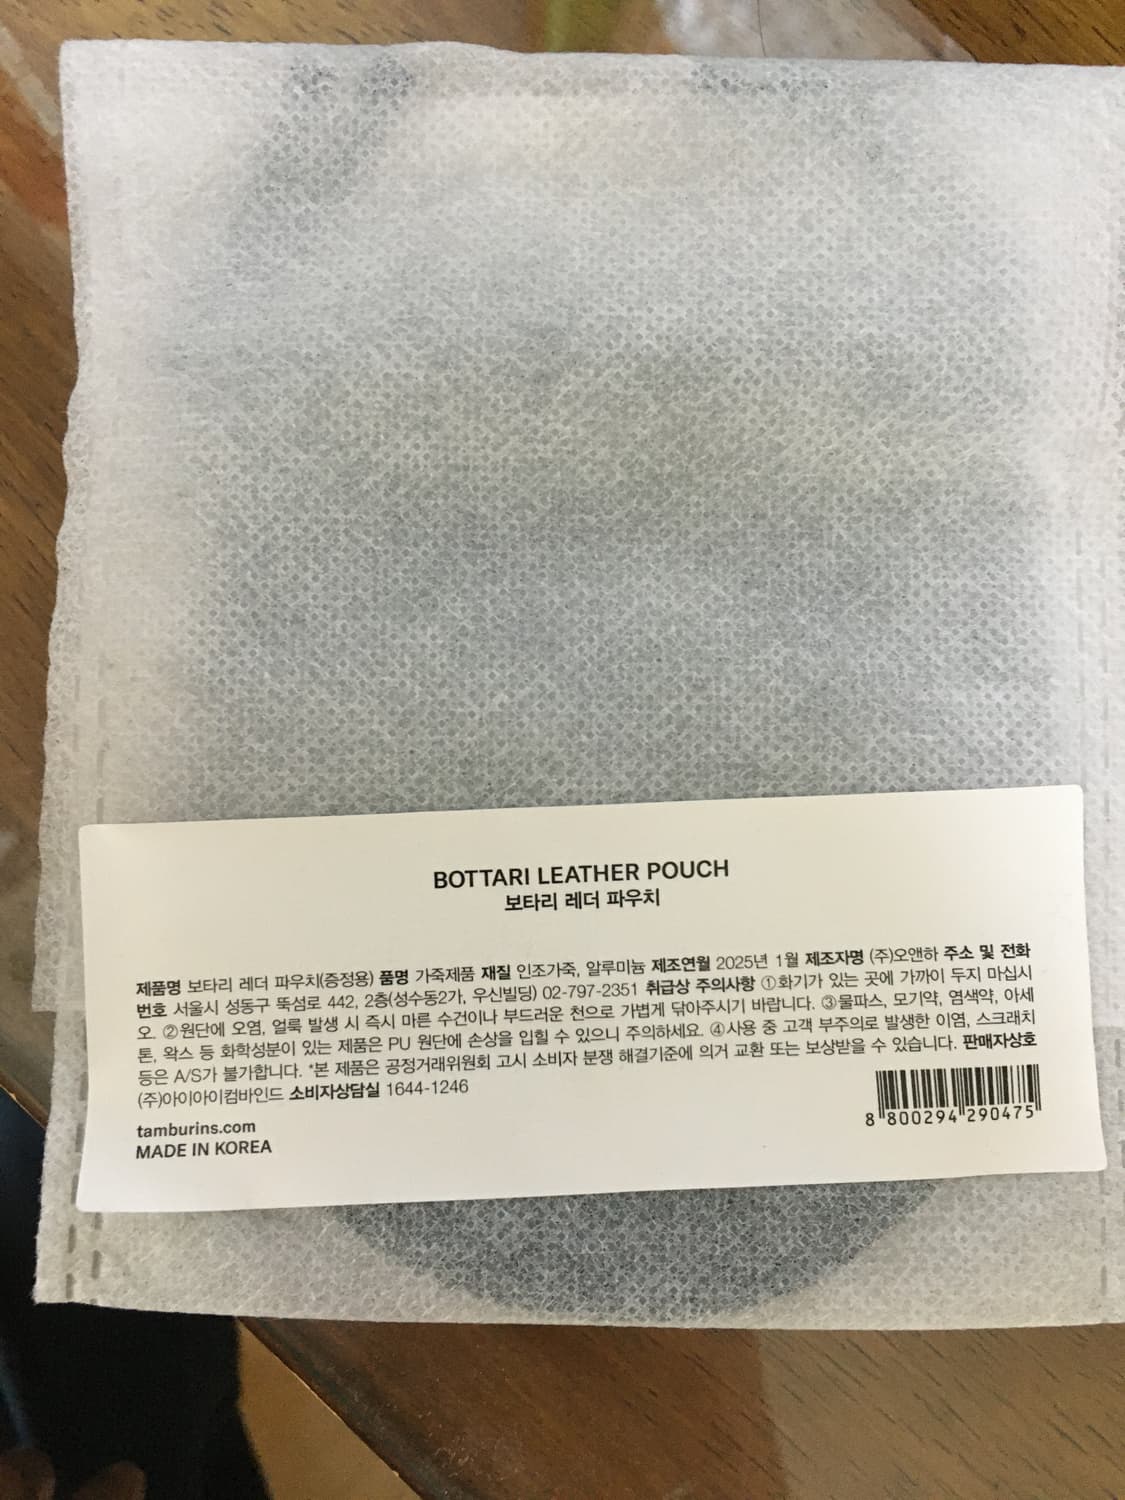 BOTTARI LEATHER POUCH
보타리 레더 파우치
제품명 보타리 레더 파우치(증정용) 품명 가죽제품 재질 인조가죽, 알루미늄 제조연월 2025년 1월 제조자명 (주)오앤하 주소 및 전화
번호 서울시 성동구 뚝섬로 442, 2층(성수동2가, 우신빌딩) 02-797-2351 취급상 주의사항 ①화기가 있는 곳에 가까이 두지 마십시
오. ②원단에 오염, 얼룩 발생 시 즉시 마른 수건이나 부드러운 천으로 가볍게 닦아주시기 바랍니다. ③물파스, 모기약, 염색약, 아세
톤, 왁스 등 화학성분이 있는 제품은 PU 원단에 손상을 입힐 수 있으니 주의하세요. ④사용 중 고객 부주의로 발생한 이염, 스크래치
등은 A/S가 불가합니다. *본 제품은 공정거래위원회 고시 소비자 분쟁 해결기준에 의거 교환 또는 보상받을 수 있습니다. 판매자상호
(주)아이아이컴바인드 소비자상담실 1644-1246
8 800294 290475
tamburins.com
MADE IN KOREA